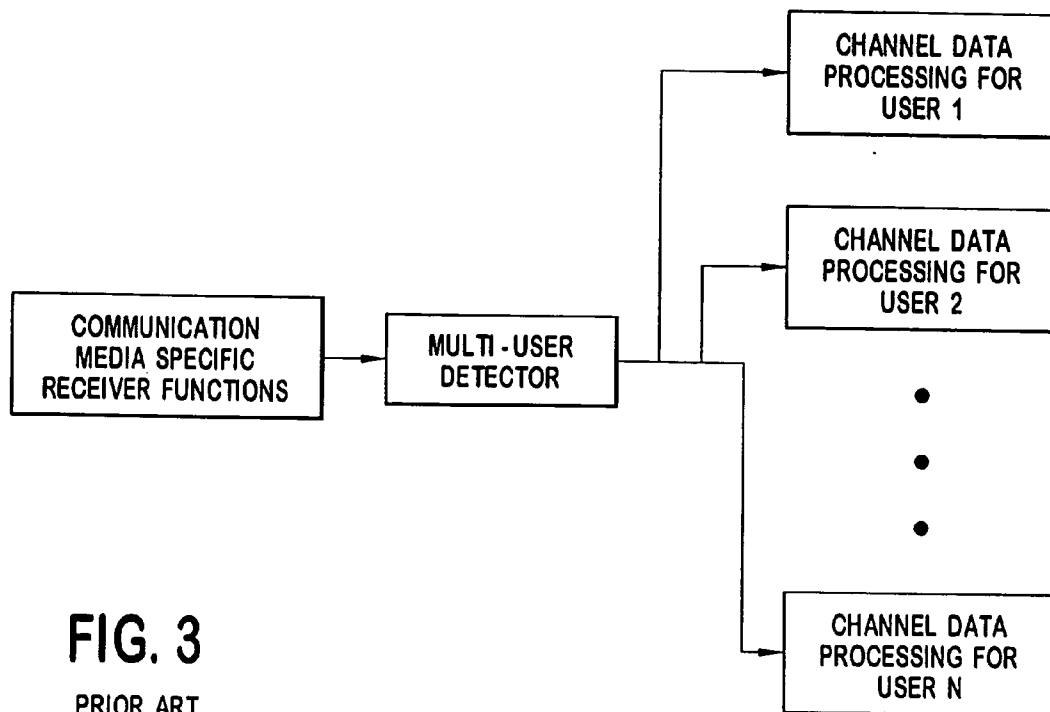 CHANNEL DATA
PROCESSING FOR
USER 1
CHANNEL DATA
PROCESSING FOR
USER 2
COMMUNICATION
MEDIA SPECIFIC
RECEIVER FUNCTIONS
MULTI-USER
DETECTOR
CHANNEL DATA
PROCESSING FOR
USER N
FIG. 3
PRIOR ART